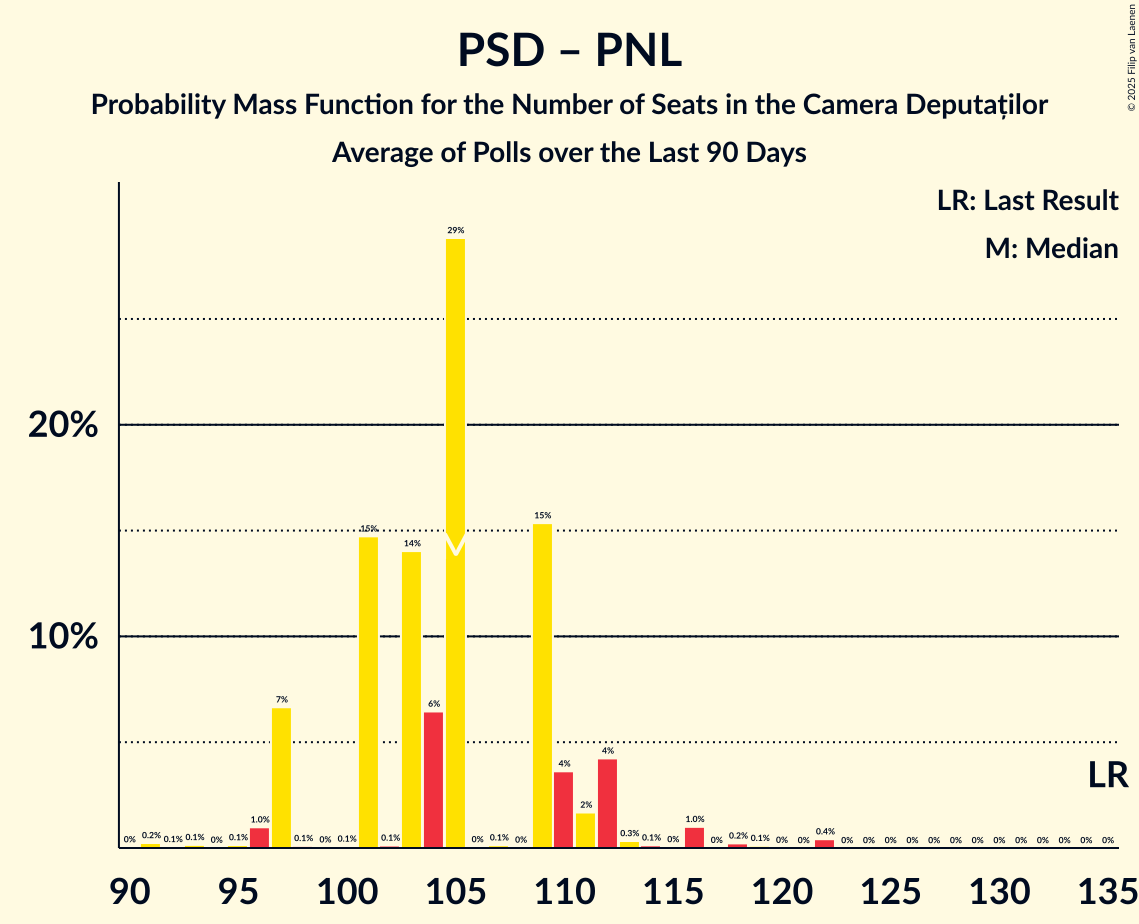 PSD – PNL
Probability Mass Function for the Number of Seats in the Camera Deputaților
Average of Polls over the Last 90 Days
© 2025 Filip van Laenen
LR: Last Result
M: Median
20%
10%
0% 0.2% 0.1% 0.1% 0% 0.1% 1.0% 7% 0.1% 0% 0.1% 15% 0.1% 14% 6% 29% 0% 0.1% 0% 15% 4% 2% 4% 0.3% 0.1% 0% 1.0% 0% 0.2% 0.1% 0% 0% 0.4% 0% 0% 0% 0% 0% 0% 0% 0% 0% 0% 0% 0% 0%
M
LR
90 95 100 105 110 115 120 125 130 135